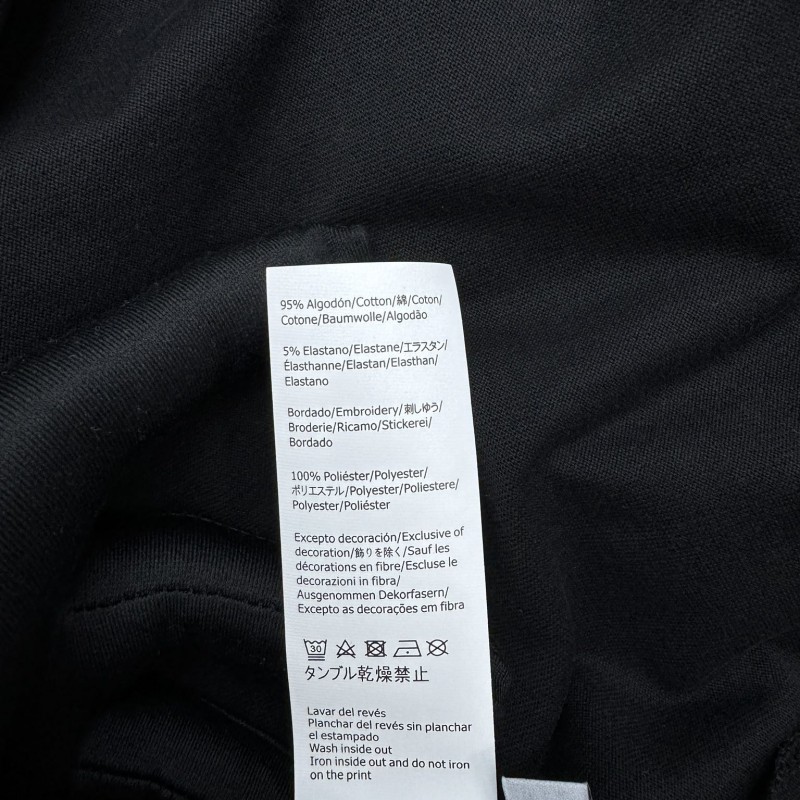 95% Algodón/Cotton/綿/Coton/
Cotone/Baumwolle/Algodão
5% Elastano/Elastane/エラスタン/
Élasthanne/Elastan/Elasthan/
Elastano
Bordado/Embroidery/刺しゆう/
Broderie/Ricamo/Stickerei/
Bordado
100% Poliéster/Polyester/
ポリエステル/Polyester/Poliestere/
Polyester/Poliéster
Excepto decoración/Exclusive of
decoration/飾りを除く/Sauf les
décorations en fibre/Escluse le
decorazioni in fibra/
Ausgenommen Dekorfasern/
Excepto as decorações em fibra
30
タンブル乾燥禁止
Lavar del revés
Planchar del revés sin planchar
el estampado
Wash inside out
Iron inside out and do not iron
on the print